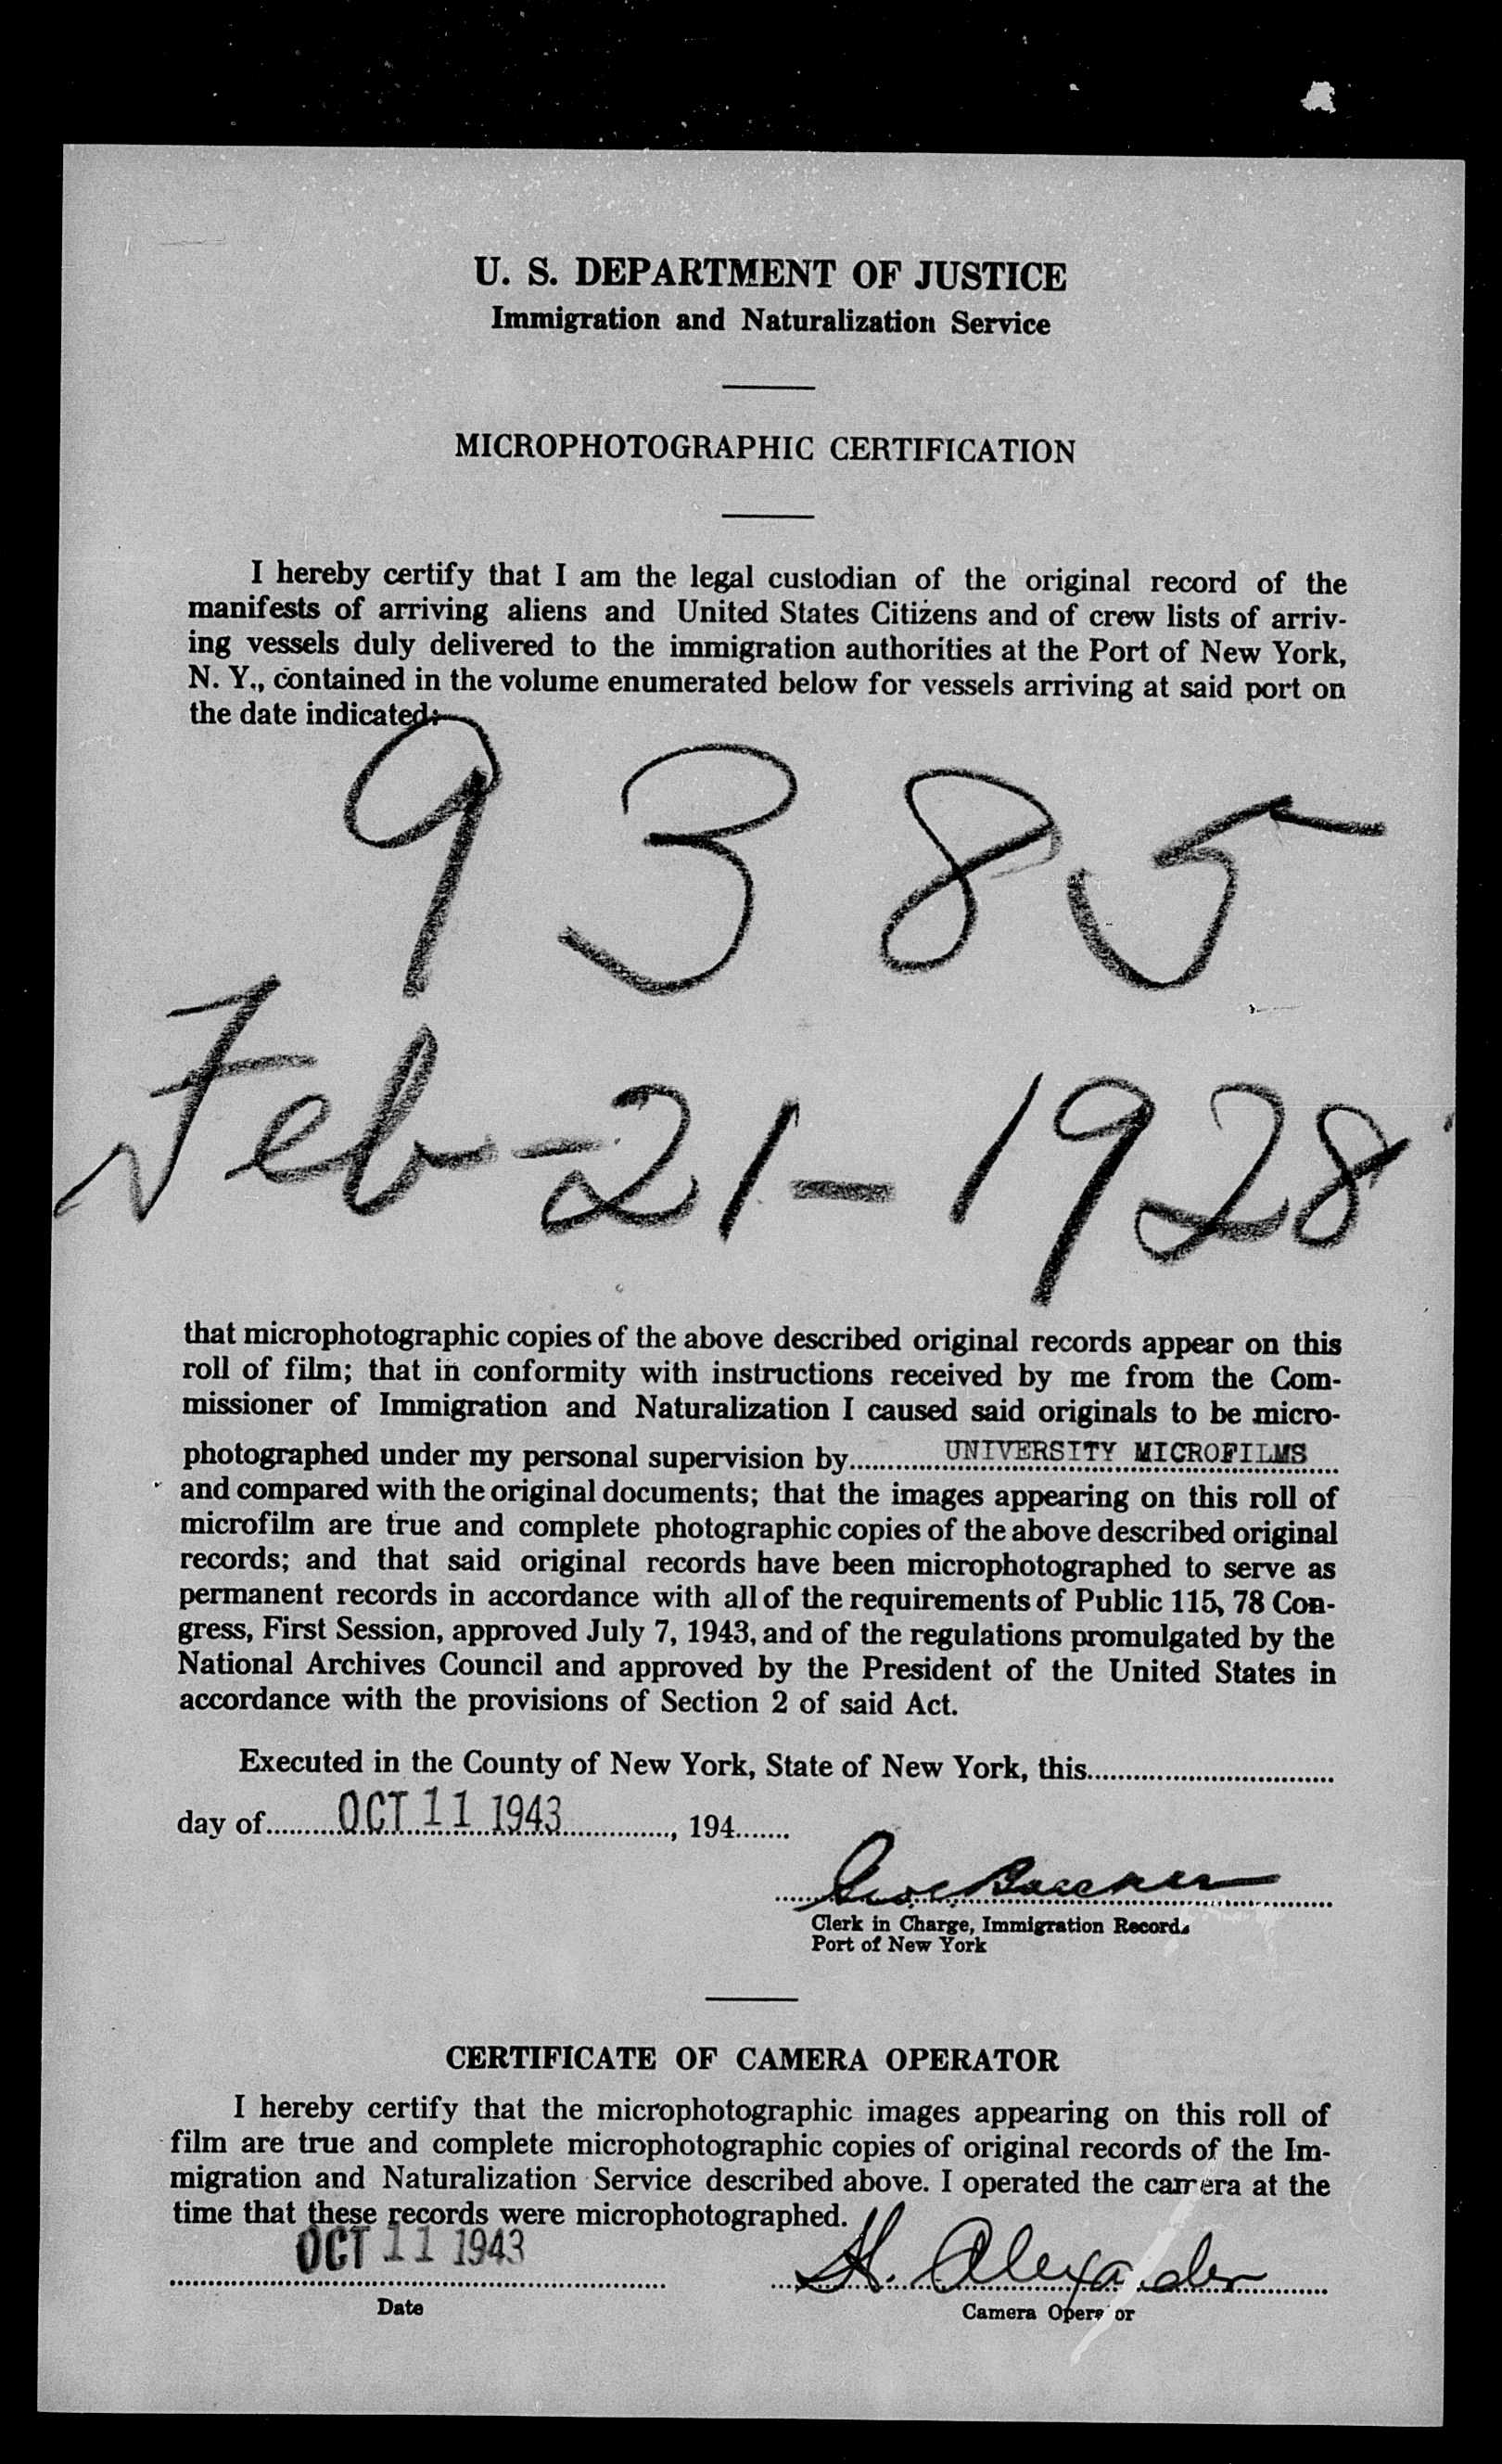 U. S. DEPARTMENT OF JUSTICE
Immigration and Naturalization Service
MICROPHOTOGRAPHIC CERTIFICATION
I hereby certify that I am the legal custodian of the original record of the
manifests of arriving aliens and United States Citizens and of crew lists of arriv-
ing vessels duly delivered to the immigration authorities at the Port of New York,
N. Y., contained in the volume enumerated below for vessels arriving at said port on
the date indicated:
9385
Feb-21-1928
that microphotographic copies of the above described original records appear on this
roll of film; that in conformity with instructions received by me from the Com-
missioner of Immigration and Naturalization I caused said originals to be micro-
photographed under my personal supervision by............UNIVERSITY MICROFILMS
and compared with the original documents; that the images appearing on this roll of
microfilm are true and complete photographic copies of the above described original
records; and that said original records have been microphotographed to serve as
permanent records in accordance with all of the requirements of Public 115, 78 Con-
gress, First Session, approved July 7, 1943, and of the regulations promulgated by the
National Archives Council and approved by the President of the United States in
accordance with the provisions of Section 2 of said Act.
Executed in the County of New York, State of New York, this................................
day of..........OCT 11 1943.............., 194.......
Clerk in Charge, Immigration Records
Port of New York
CERTIFICATE OF CAMERA OPERATOR
I hereby certify that the microphotographic images appearing on this roll of
film are true and complete microphotographic copies of original records of the Im-
migration and Naturalization Service described above. I operated the camera at the
time that these records were microphotographed.
OCT 11 1943 H. Alexander
Date Camera Operator